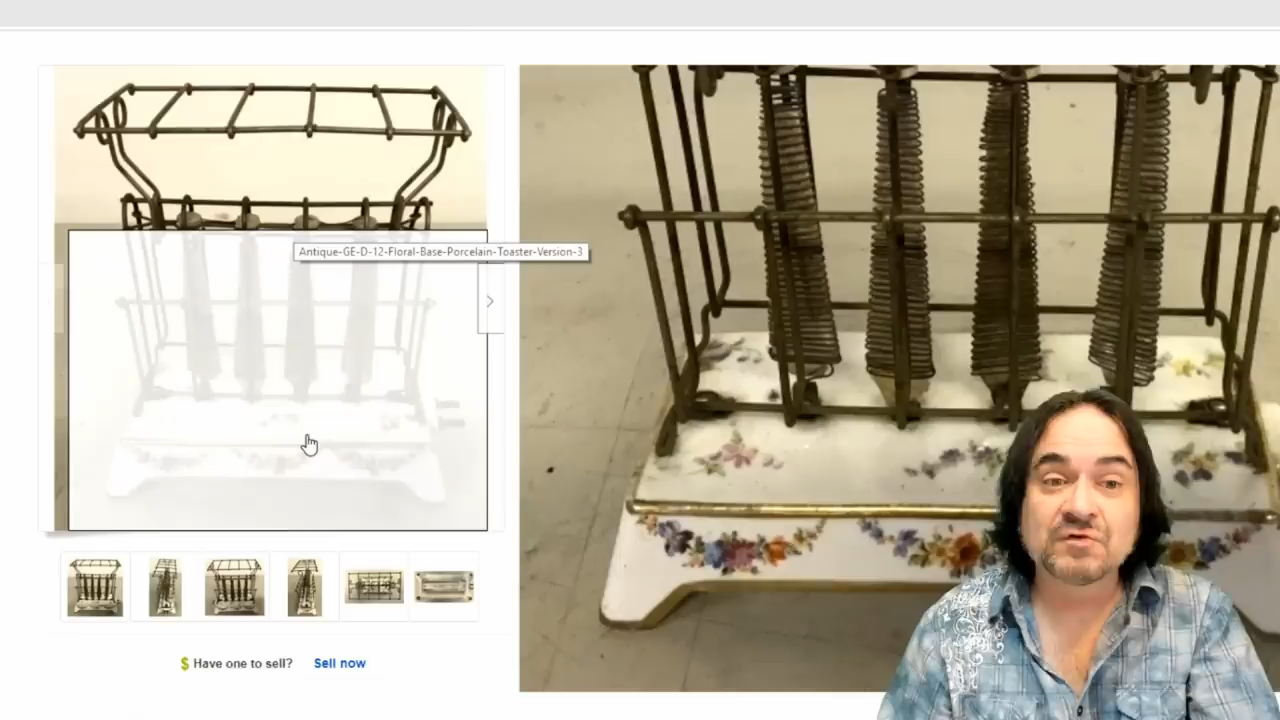 Antique-GE-D-12-Floral-Base-Porcelain-Toaster-Version-3
$ Have one to sell? Sell now